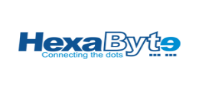 HexaByte
Connecting the dots